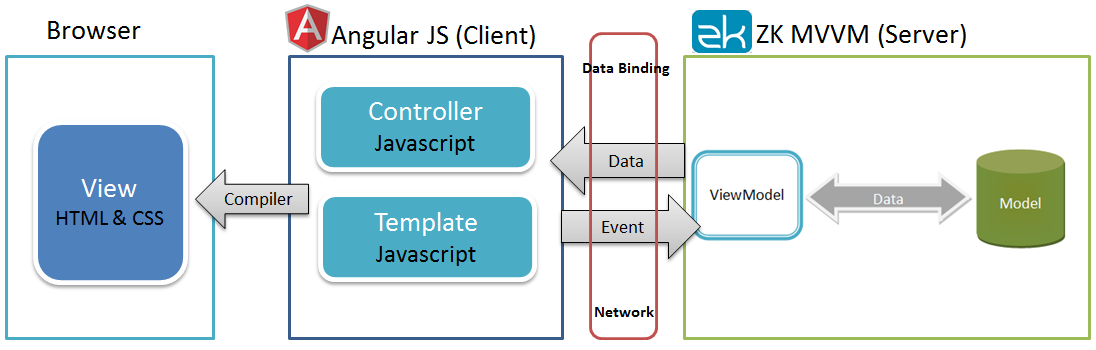 Browser
Angular JS (Client)
zk ZK MVVM (Server)
Data Binding
Controller
Javascript
View
HTML & CSS
Compiler
Template
Javascript
Data
Event
Network
ViewModel
Data
Model